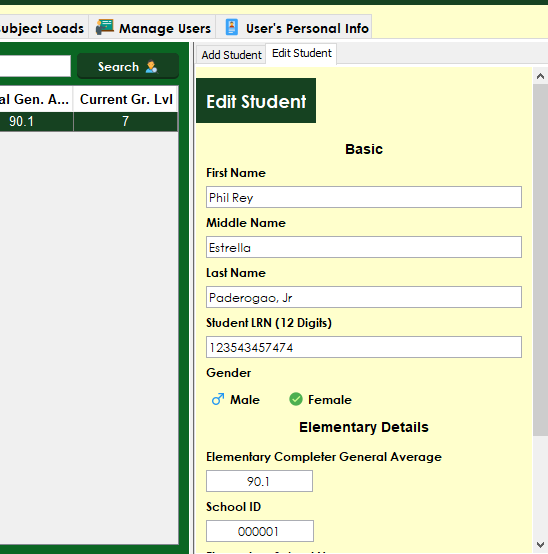 ubject Loads Manage Users User's Personal Info
Search
Add Student Edit Student
al Gen. A... Current Gr. Lvl
90.1 7
Edit Student
Basic
First Name
Phil Rey
Middle Name
Estrella
Last Name
Paderogao, Jr
Student LRN (12 Digits)
123543457474
Gender
Male Female
Elementary Details
Elementary Completer General Average
90.1
School ID
000001